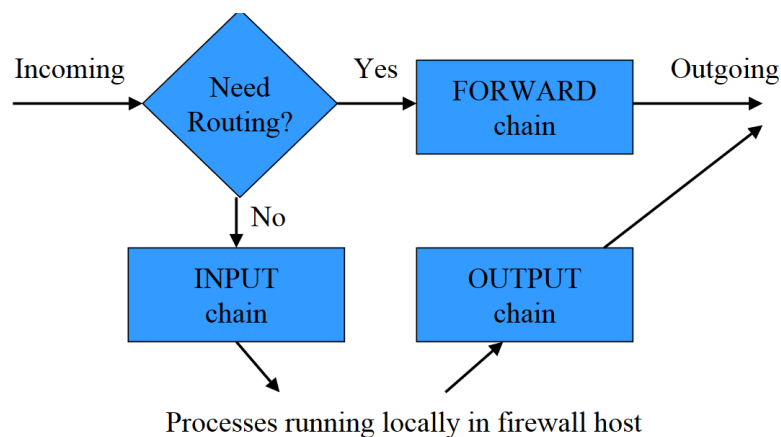 Incoming
Need
Routing?
Yes
FORWARD
chain
Outgoing
No
INPUT
chain
OUTPUT
chain
Processes running locally in firewall host